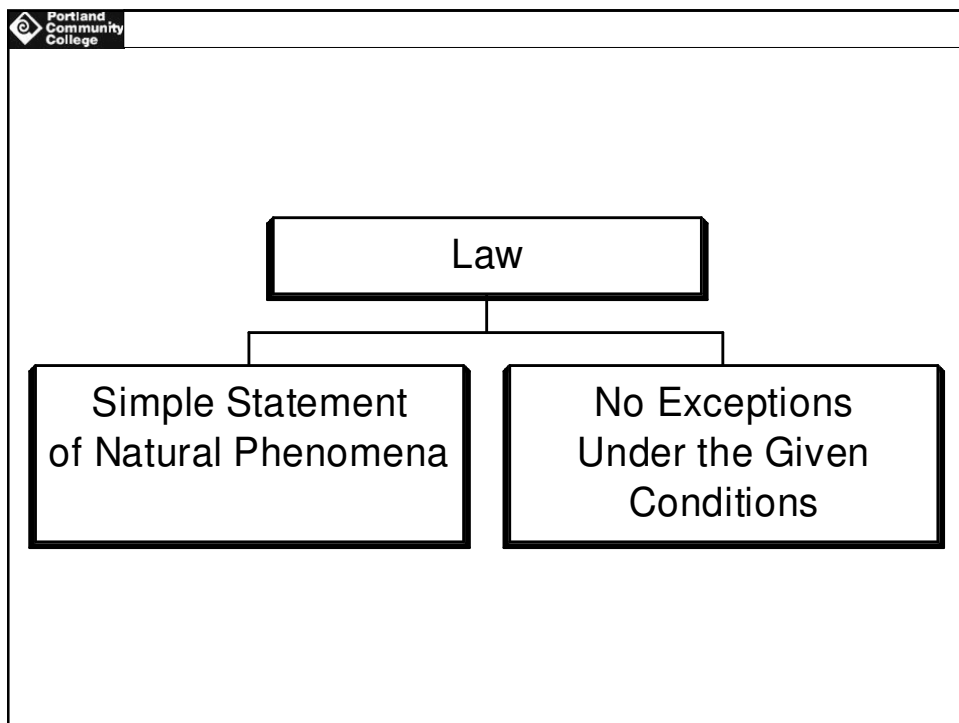 Portland
Community
College
Law
Simple Statement
of Natural Phenomena
No Exceptions
Under the Given
Conditions